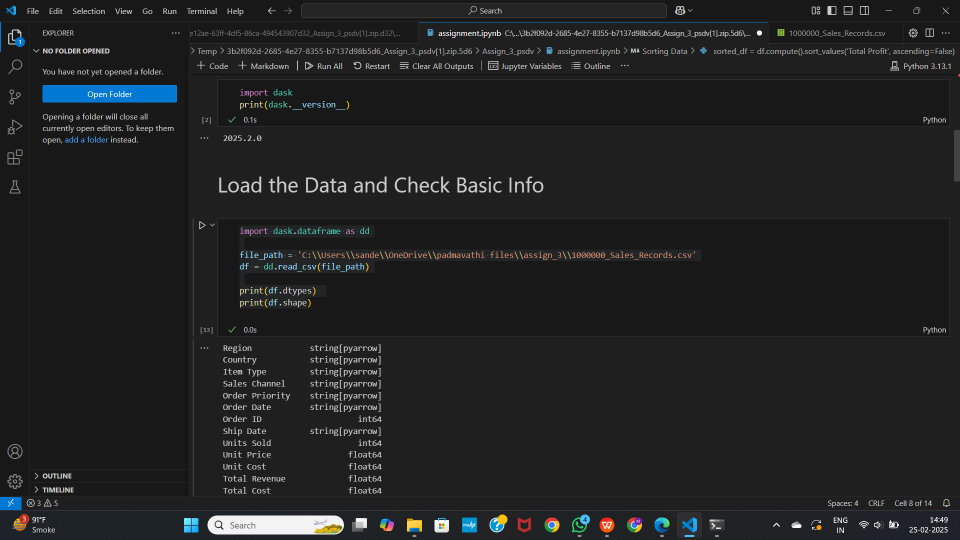 File Edit Selection View Go Run Terminal Help
Search
EXPLORER
e12ae-63ff-4df5-86ca-494543907d32_Assign_3_psdv[1].zip.d32\...
assignment.ipynb C:\...\3b2f092d-2685-4e27-8355-b7137d98b5d6_Assign_3_psdv[1].zip.5d6\...
1000000_Sales_Records.csv
NO FOLDER OPENED
> Temp > 3b2f092d-2685-4e27-8355-b7137d98b5d6_Assign_3_psdv[1].zip.5d6 > Assign_3_psdv > assignment.ipynb > Sorting Data > sorted_df = df.compute().sort_values('Total Profit', ascending=False)
+ Code + Markdown Run All Restart Clear All Outputs Jupyter Variables Outline ... Python 3.13.1
You have not yet opened a folder.
Open Folder
Opening a folder will close all
currently open editors. To keep them
open, add a folder instead.
import dask
print(dask.__version__)
[2] 0.1s Python
2025.2.0
Load the Data and Check Basic Info
import dask.dataframe as dd
file_path = 'C:\\Users\\sande\\OneDrive\\padmavathi files\\assign_3\\1000000_Sales_Records.csv'
df = dd.read_csv(file_path)
print(df.dtypes)
print(df.shape)
[13] 0.0s Python
Region string[pyarrow]
Country string[pyarrow]
Item Type string[pyarrow]
Sales Channel string[pyarrow]
Order Priority string[pyarrow]
Order Date string[pyarrow]
Order ID int64
Ship Date string[pyarrow]
Units Sold int64
Unit Price float64
Unit Cost float64
Total Revenue float64
Total Cost float64
OUTLINE
TIMELINE
3 5 Spaces: 4 CRLF Cell 8 of 14
91°F
Smoke
Search
ENG
IN
14:49
25-02-2025